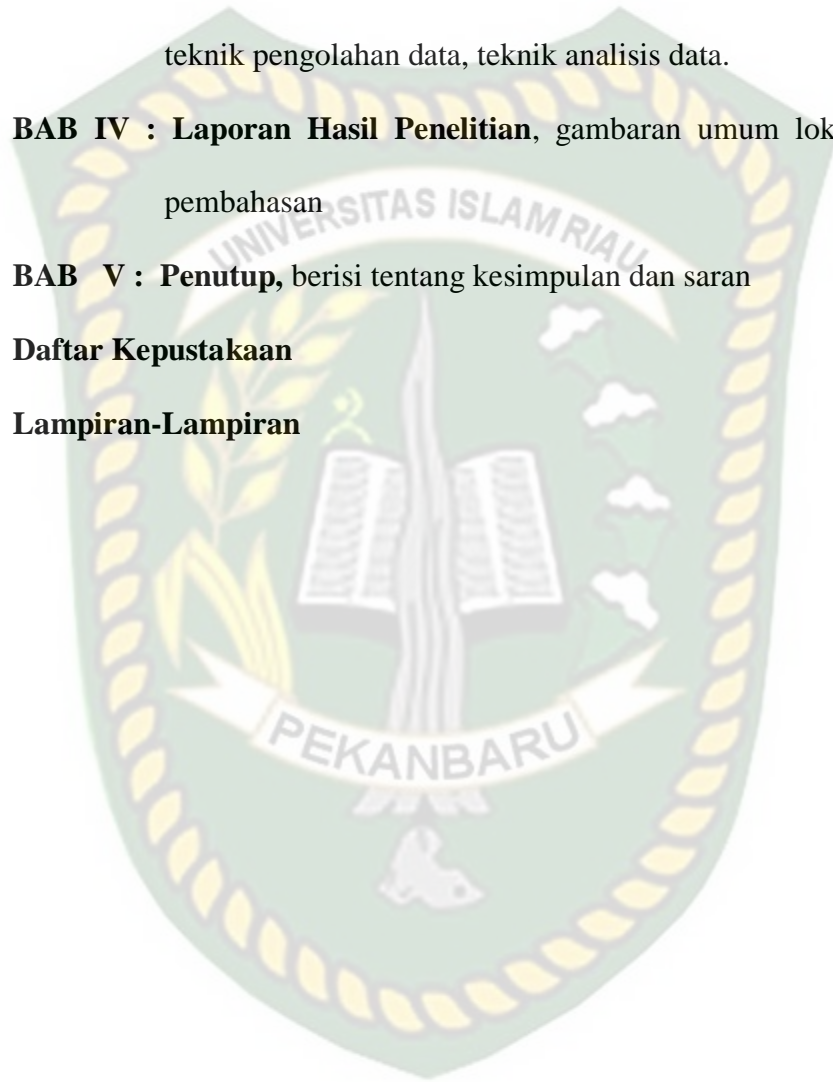 teknik pengolahan data, teknik analisis data.
BAB IV : Laporan Hasil Penelitian, gambaran umum lok
pembahasan
UNIVERSITAS ISLAM RIAU
BAB V : Penutup, berisi tentang kesimpulan dan saran
Daftar Kepustakaan
Lampiran-Lampiran
PEKANBARU